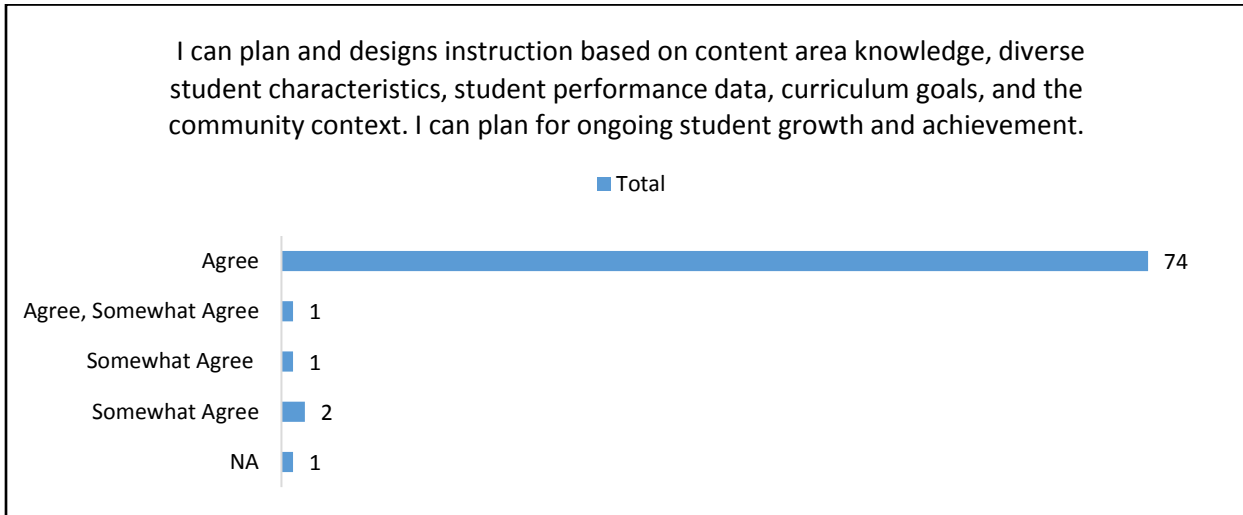 I can plan and designs instruction based on content area knowledge, diverse
student characteristics, student performance data, curriculum goals, and the
community context. I can plan for ongoing student growth and achievement.
Total
Agree 74
Agree, Somewhat Agree 1
Somewhat Agree 1
Somewhat Agree 2
NA 1